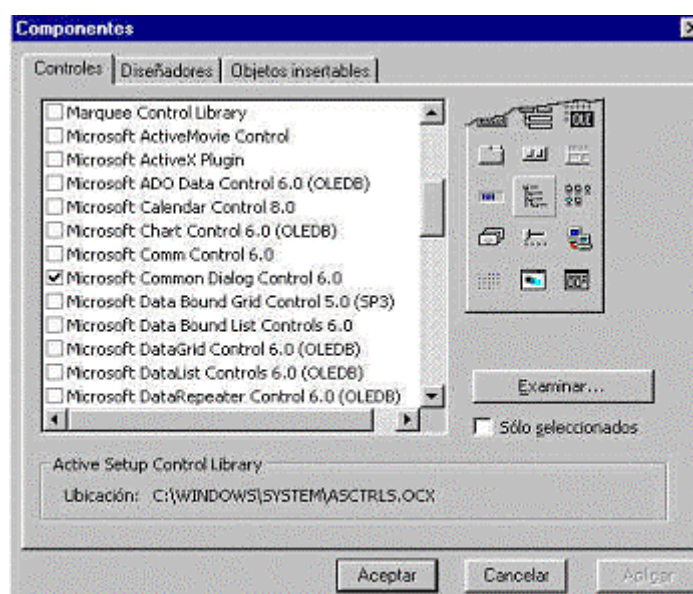 Componentes
Controles Diseñadores Objetos insertables
Marquee Control Library
Microsoft ActiveMovie Control
Microsoft ActiveX Plugin
Microsoft ADO Data Control 6.0 (OLEDB)
Microsoft Calendar Control 8.0
Microsoft Chart Control 6.0 (OLEDB)
Microsoft Comm Control 6.0
Microsoft Common Dialog Control 6.0
Microsoft Data Bound Grid Control 5.0 (SP3)
Microsoft Data Bound List Controls 6.0
Microsoft DataGrid Control 6.0 (OLEDB)
Microsoft DataList Controls 6.0 (OLEDB)
Microsoft DataRepeater Control 6.0 (OLEDB)
Examinar...
Sólo seleccionados
Active Setup Control Library
Ubicación: C:\WINDOWS\SYSTEM\ASCTRLS.OCX
Aceptar Cancelar Aplicar